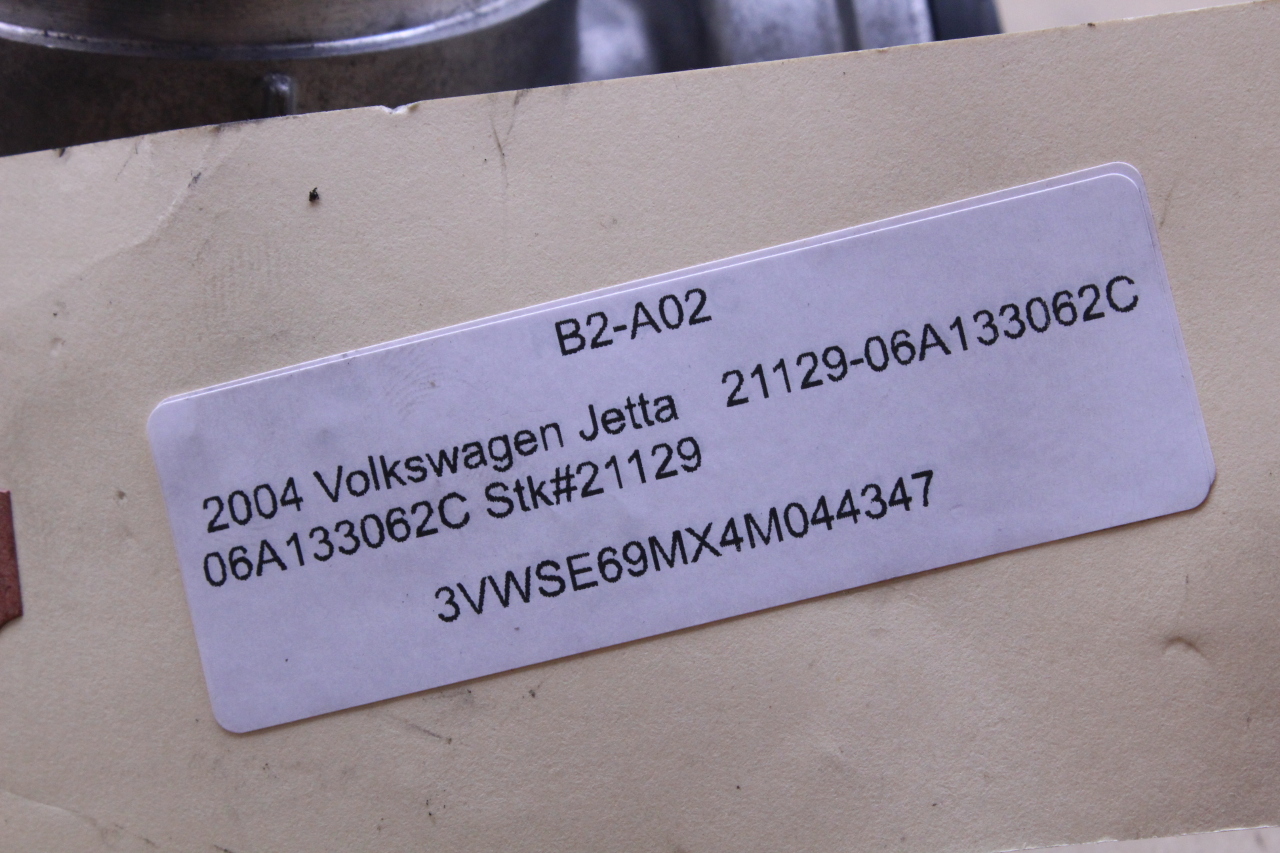 B2-A02
2004 Volkswagen Jetta 21129-06A133062C
06A133062C Stk#21129
3VWSE69MX4M044347